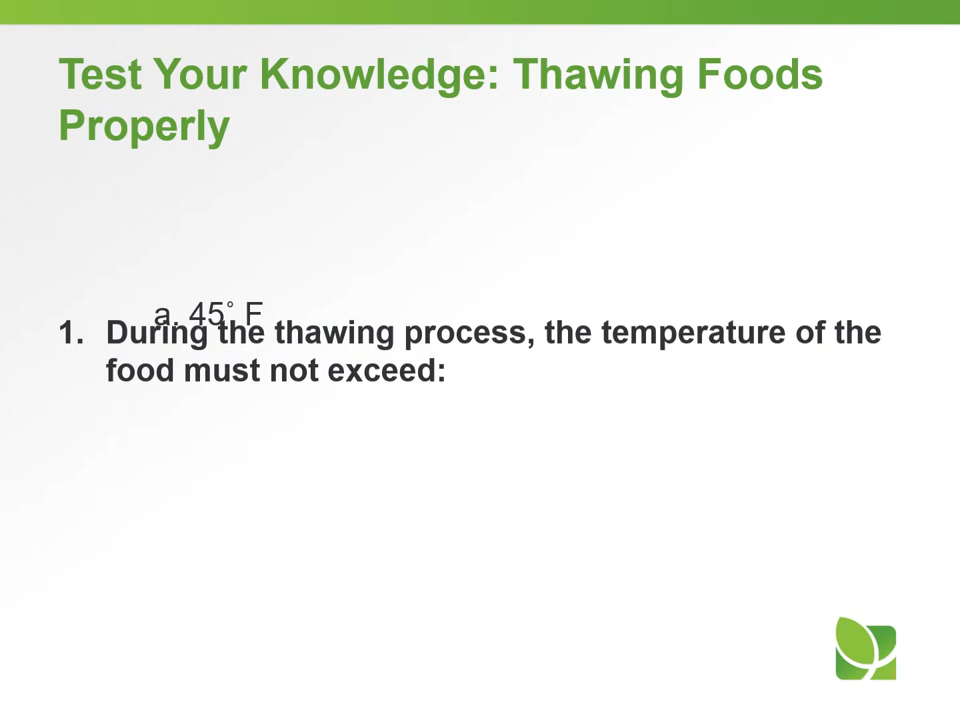 Test Your Knowledge: Thawing Foods
Properly
a. 45˚ F
1. During the thawing process, the temperature of the
food must not exceed: